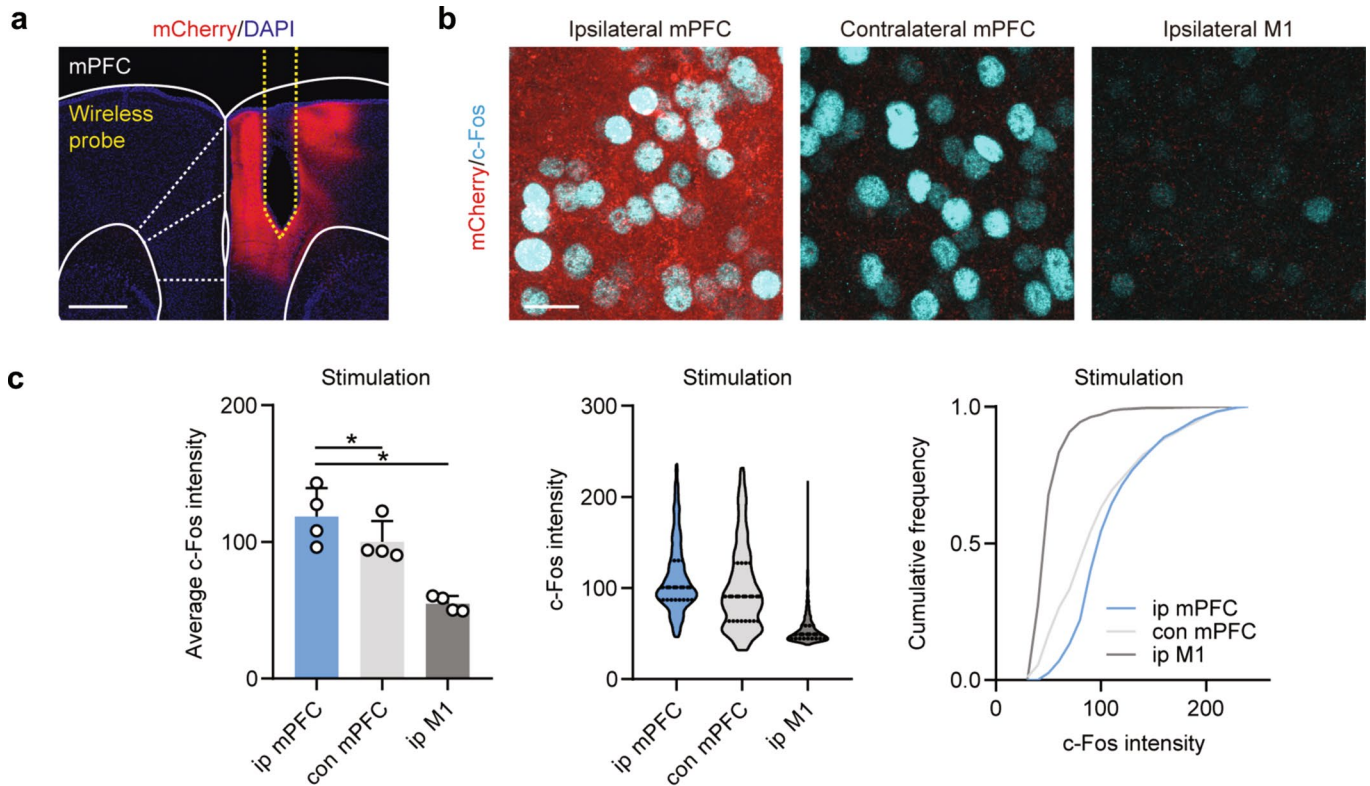 a
mCherry/DAPI
mPFC
Wireless
probe
b
Ipsilateral mPFC
Contralateral mPFC
Ipsilateral M1
mCherry/c-Fos
c
Stimulation
Average c-Fos intensity
200
100
0
*
*
ip mPFC
con mPFC
ip M1
Stimulation
c-Fos intensity
300
200
100
0
ip mPFC
con mPFC
ip M1
Stimulation
Cumulative frequency
1.0
0.5
0.0
ip mPFC
con mPFC
ip M1
0
100
200
c-Fos intensity